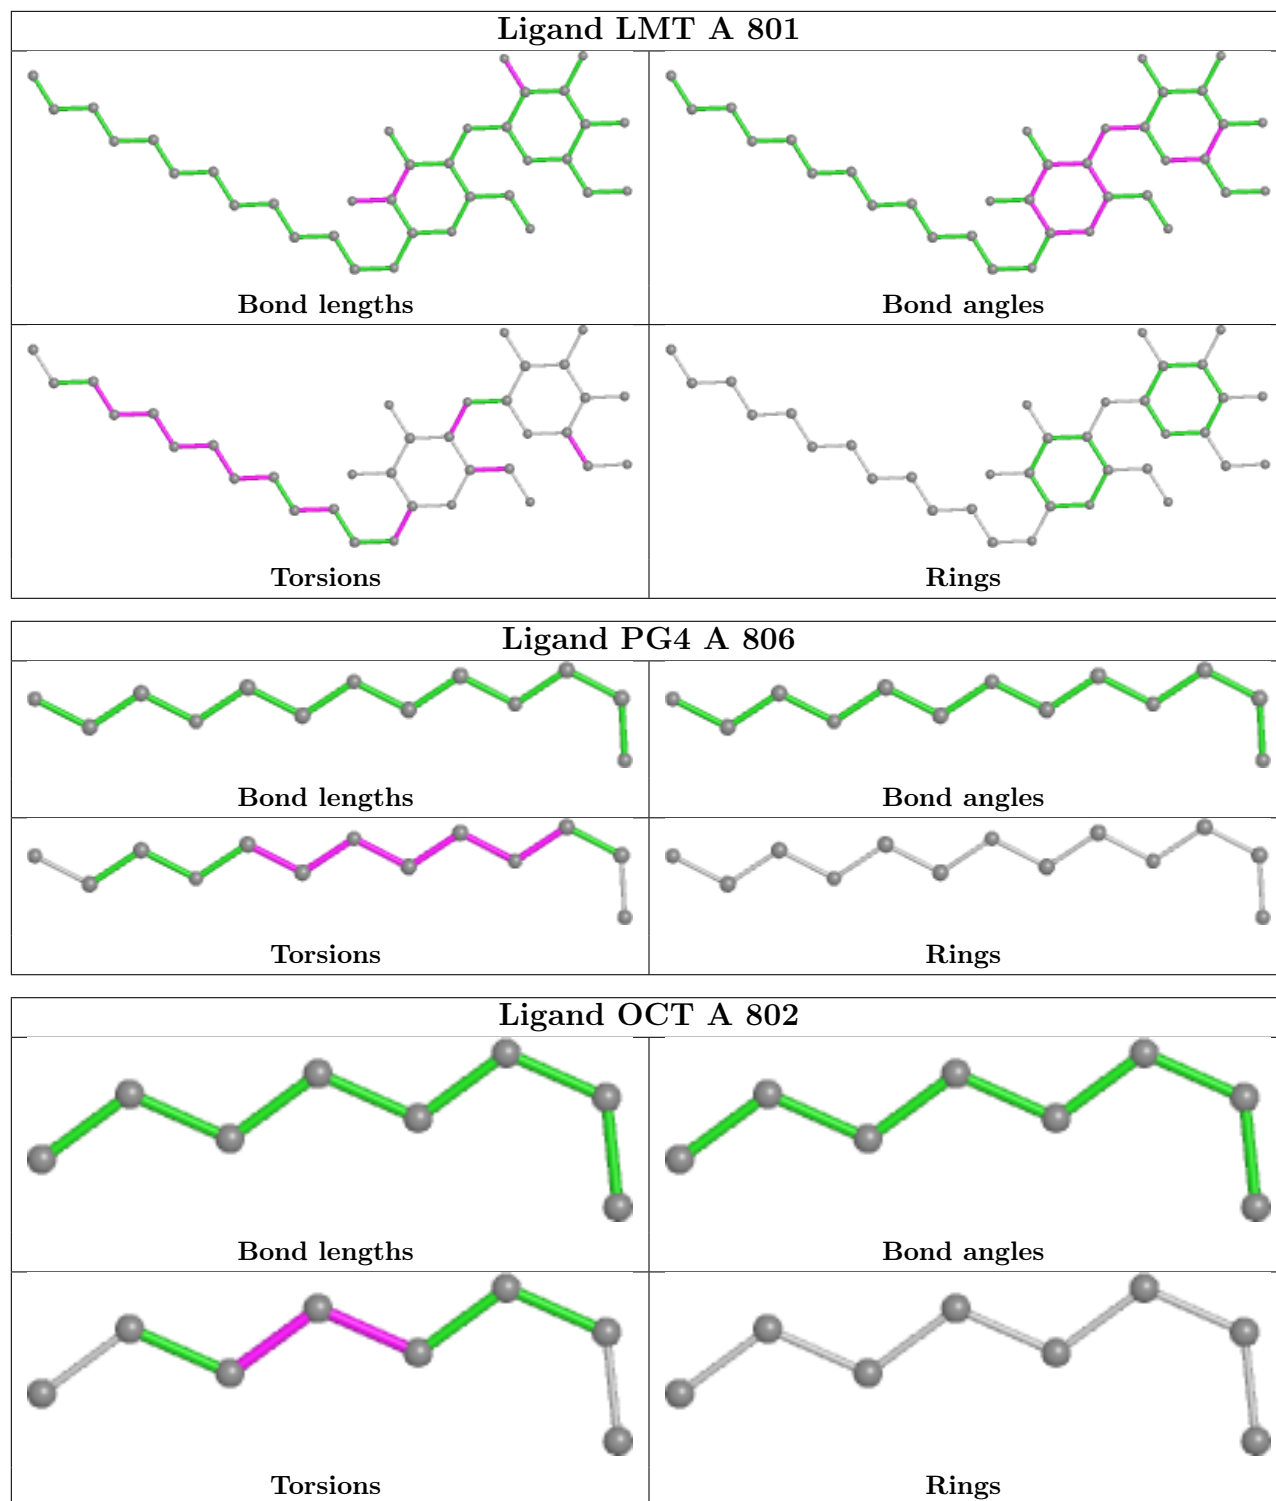 Ligand LMT A 801
Bond lengths
Bond angles
Torsions
Rings
Ligand PG4 A 806
Bond lengths
Bond angles
Torsions
Rings
Ligand OCT A 802
Bond lengths
Bond angles
Torsions
Rings